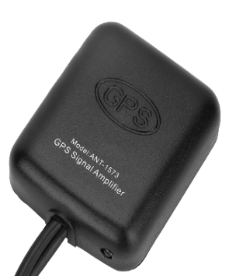 GPS
Model:ANT-1573
GPS Signal Amplifier